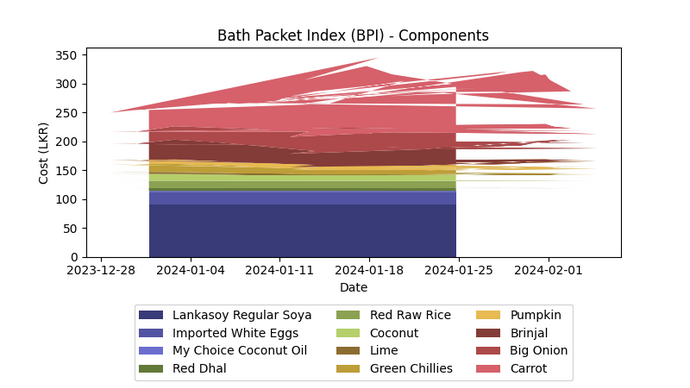 Bath Packet Index (BPI) - Components
350
300
250
200
150
100
50
0
Cost (LKR)
2023-12-28 2024-01-04 2024-01-11 2024-01-18 2024-01-25 2024-02-01
Date
Lankasoy Regular Soya Red Raw Rice Pumpkin
Imported White Eggs Coconut Brinjal
My Choice Coconut Oil Lime Big Onion
Red Dhal Green Chillies Carrot